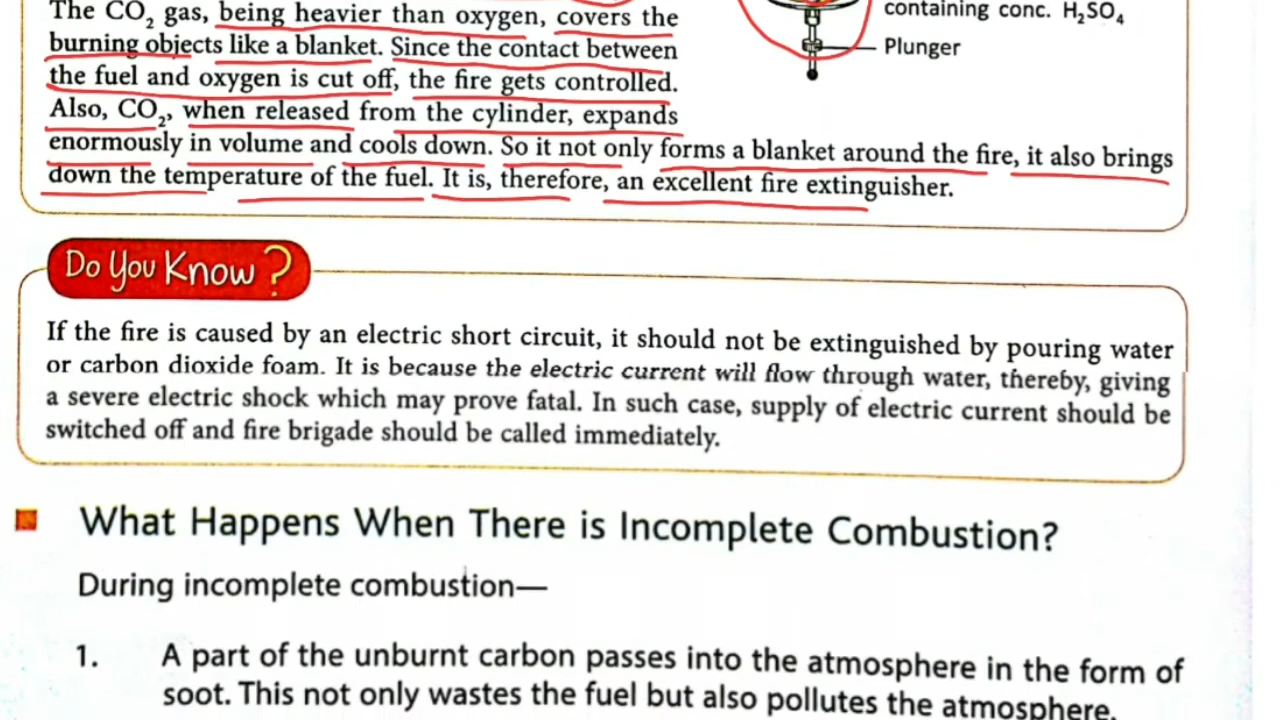 The CO₂ gas, being heavier than oxygen, covers the
burning objects like a blanket. Since the contact between
the fuel and oxygen is cut off, the fire gets controlled.
Also, CO₂, when released from the cylinder, expands
enormously in volume and cools down. So it not only forms a blanket around the fire, it also brings
down the temperature of the fuel. It is, therefore, an excellent fire extinguisher.
containing conc. H₂SO₄
Plunger
Do You Know?
If the fire is caused by an electric short circuit, it should not be extinguished by pouring water
or carbon dioxide foam. It is because the electric current will flow through water, thereby, giving
a severe electric shock which may prove fatal. In such case, supply of electric current should be
switched off and fire brigade should be called immediately.
What Happens When There is Incomplete Combustion?
During incomplete combustion—
1. A part of the unburnt carbon passes into the atmosphere in the form of
soot. This not only wastes the fuel but also pollutes the atmosphere.